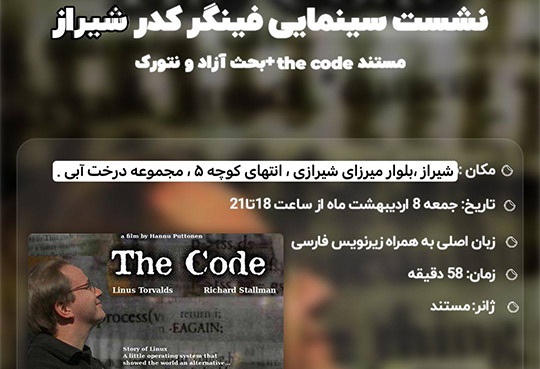 نشست سینمایی فینگر کدر شیراز
مستند the code+بحث آزاد و نتورک
مکان : شیراز ،بلوار میرزای شیرازی ، انتهای کوچه ۵ ، مجموعه درخت آبی .
تاریخ: جمعه 8 اردیبهشت ماه از ساعت 18تا21
زبان اصلی به همراه زیرنویس فارسی
زمان: 58 دقیقه
ژانر: مستند
a film by Hannu Puttonen
The Code
Linus Torvalds Richard Stallman
process(
return
-EAGAIN;
Story of Linux
A little operating system that
showed the world an alternative...